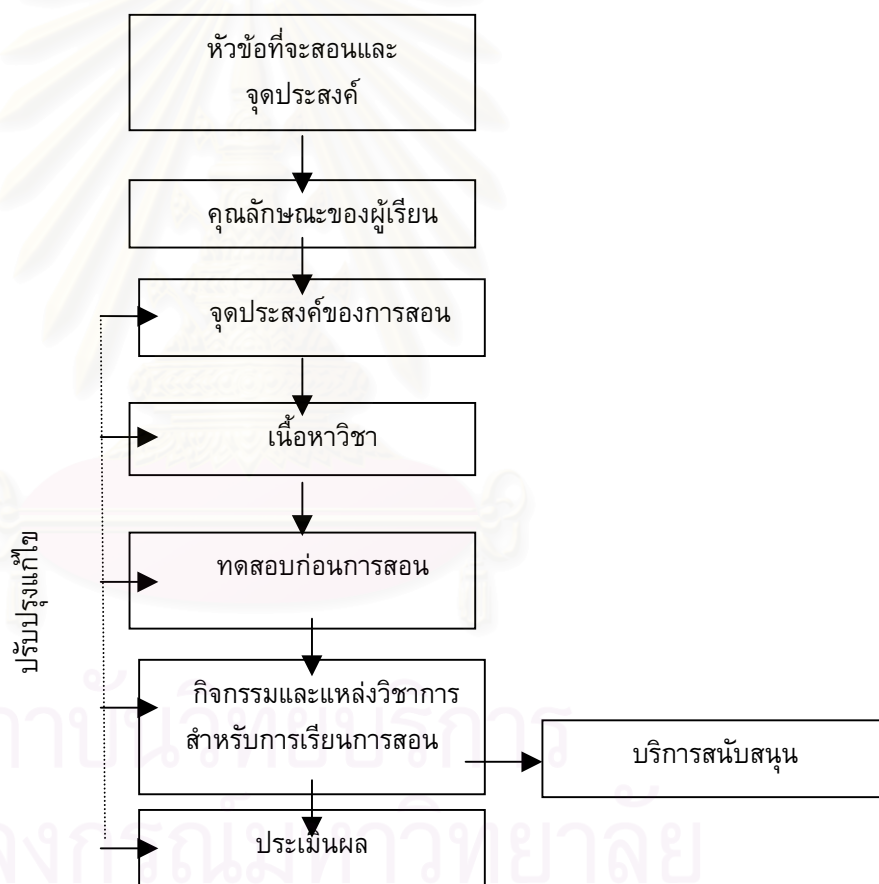 หัวข้อที่จะสอนและ
จุดประสงค์
คุณลักษณะของผู้เรียน
จุดประสงค์ของการสอน
เนื้อหาวิชา
ทดสอบก่อนการสอน
ปรับปรุงแก้ไข
กิจกรรมและแหล่งวิชาการ
สำหรับการเรียนการสอน
บริการสนับสนุน
ประเมินผล